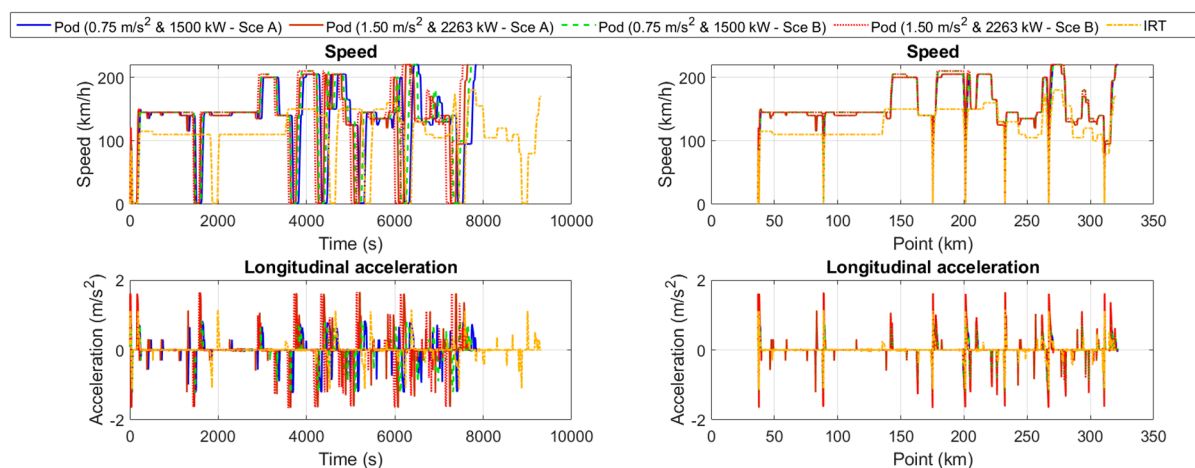 Pod (0.75 m/s² & 1500 kW - Sce A) Pod (1.50 m/s² & 2263 kW - Sce A) Pod (0.75 m/s² & 1500 kW - Sce B) Pod (1.50 m/s² & 2263 kW - Sce B) IRT
Speed
Speed (km/h)
200
100
0
0 2000 4000 6000 8000 10000
Time (s)
Speed
Speed (km/h)
200
100
0
0 50 100 150 200 250 300 350
Point (km)
Longitudinal acceleration
Acceleration (m/s²)
2
0
-2
0 2000 4000 6000 8000 10000
Time (s)
Longitudinal acceleration
Acceleration (m/s²)
2
0
-2
0 50 100 150 200 250 300 350
Point (km)